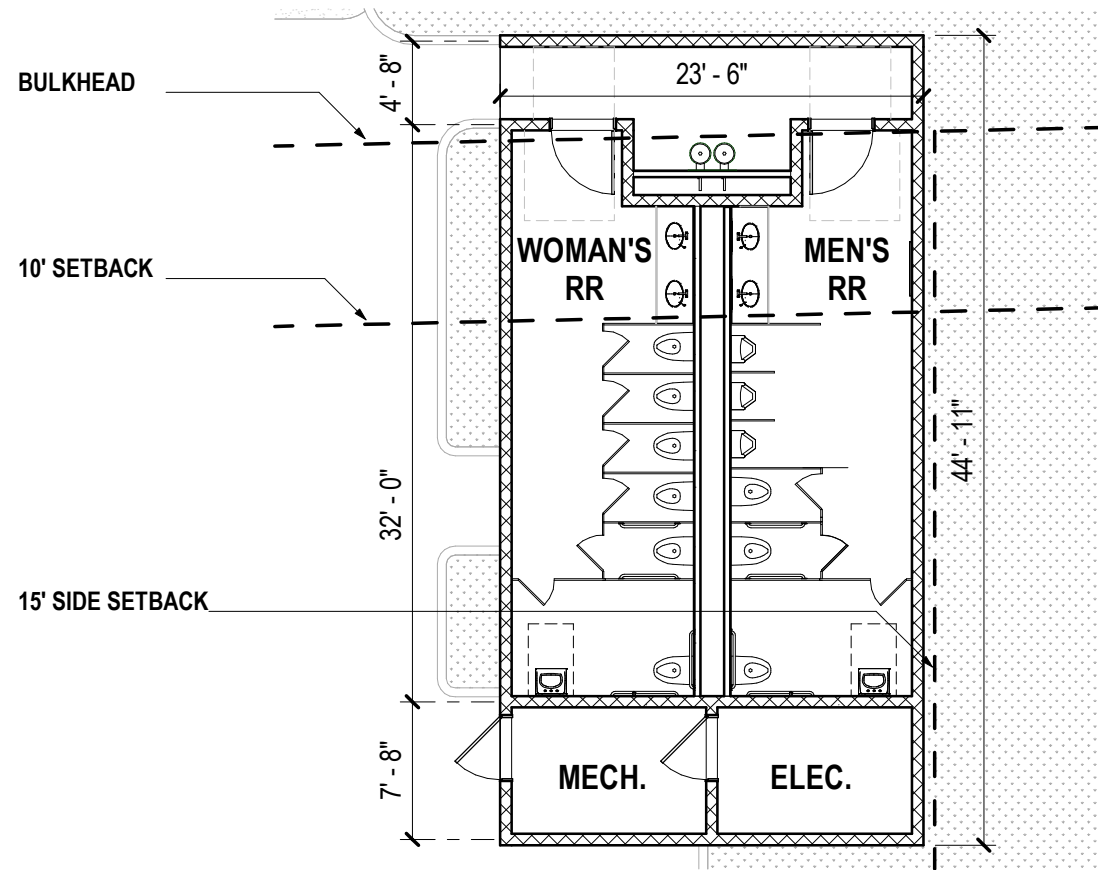 BULKHEAD
4' - 8"
23' - 6"
10' SETBACK
WOMAN'S
RR
MEN'S
RR
32' - 0"
44' - 11"
15' SIDE SETBACK
7' - 8"
MECH.
ELEC.